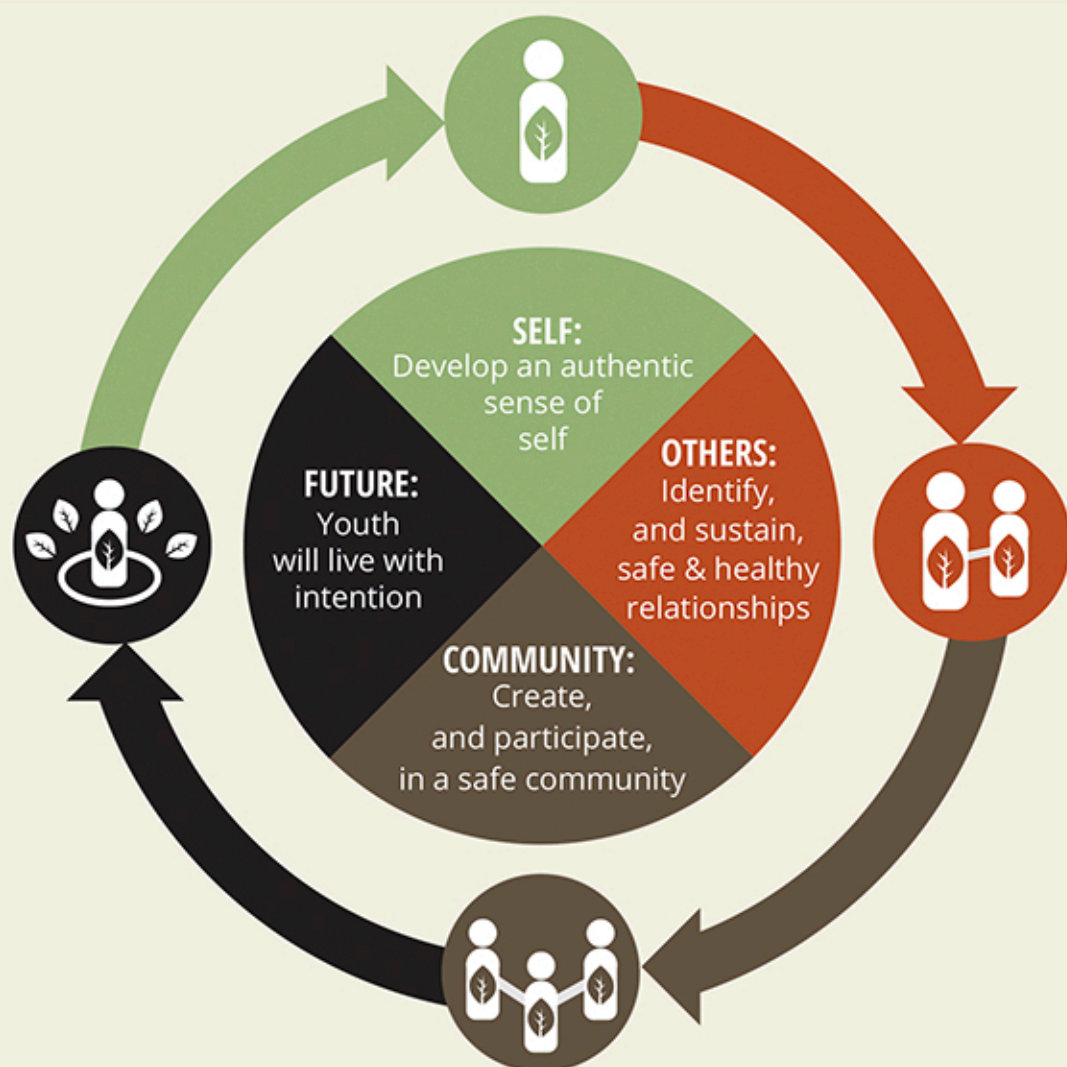 SELF:
Develop an authentic
sense of
self
OTHERS:
Identify,
and sustain,
safe & healthy
relationships
COMMUNITY:
Create,
and participate,
in a safe community
FUTURE:
Youth
will live with
intention